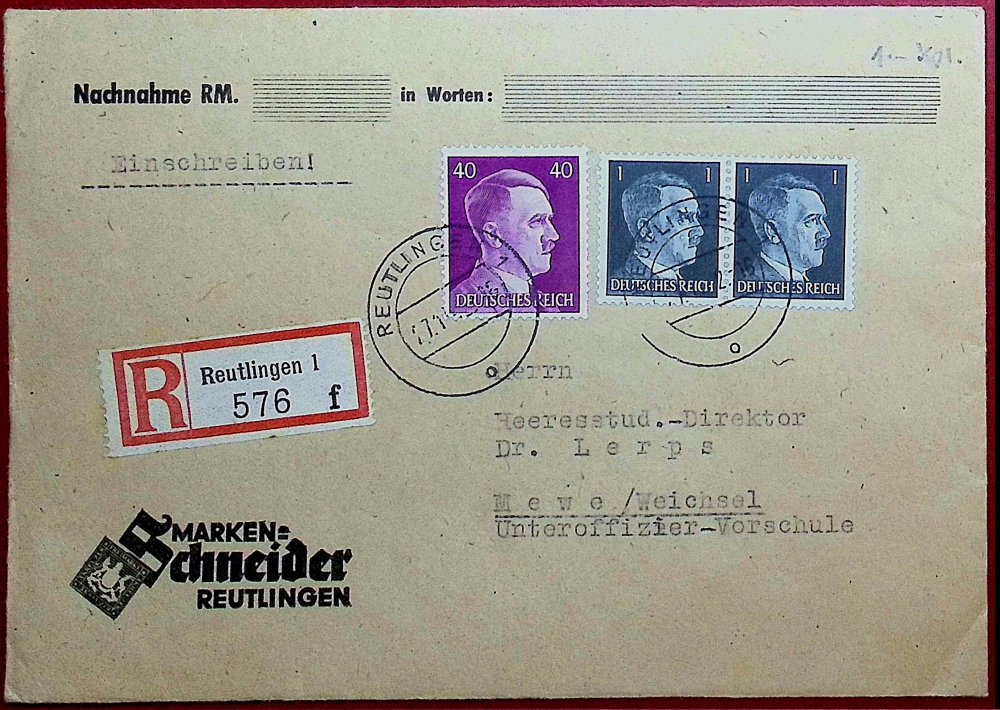 Nachnahme RM. in Worten:
Einschreiben!
40 40
DEUTSCHES REICH
1 1
DEUTSCHES REICH
1 1
DEUTSCHES REICH
REUTLINGEN 1
o
REUTLINGEN
o
R Reutlingen 1
576 f
Herrn
Heeresstud.-Direktor
Dr. Lerps
Mewe/Weichsel
Unteroffizier-Vorschule
MARKEN=
Schneider
REUTLINGEN